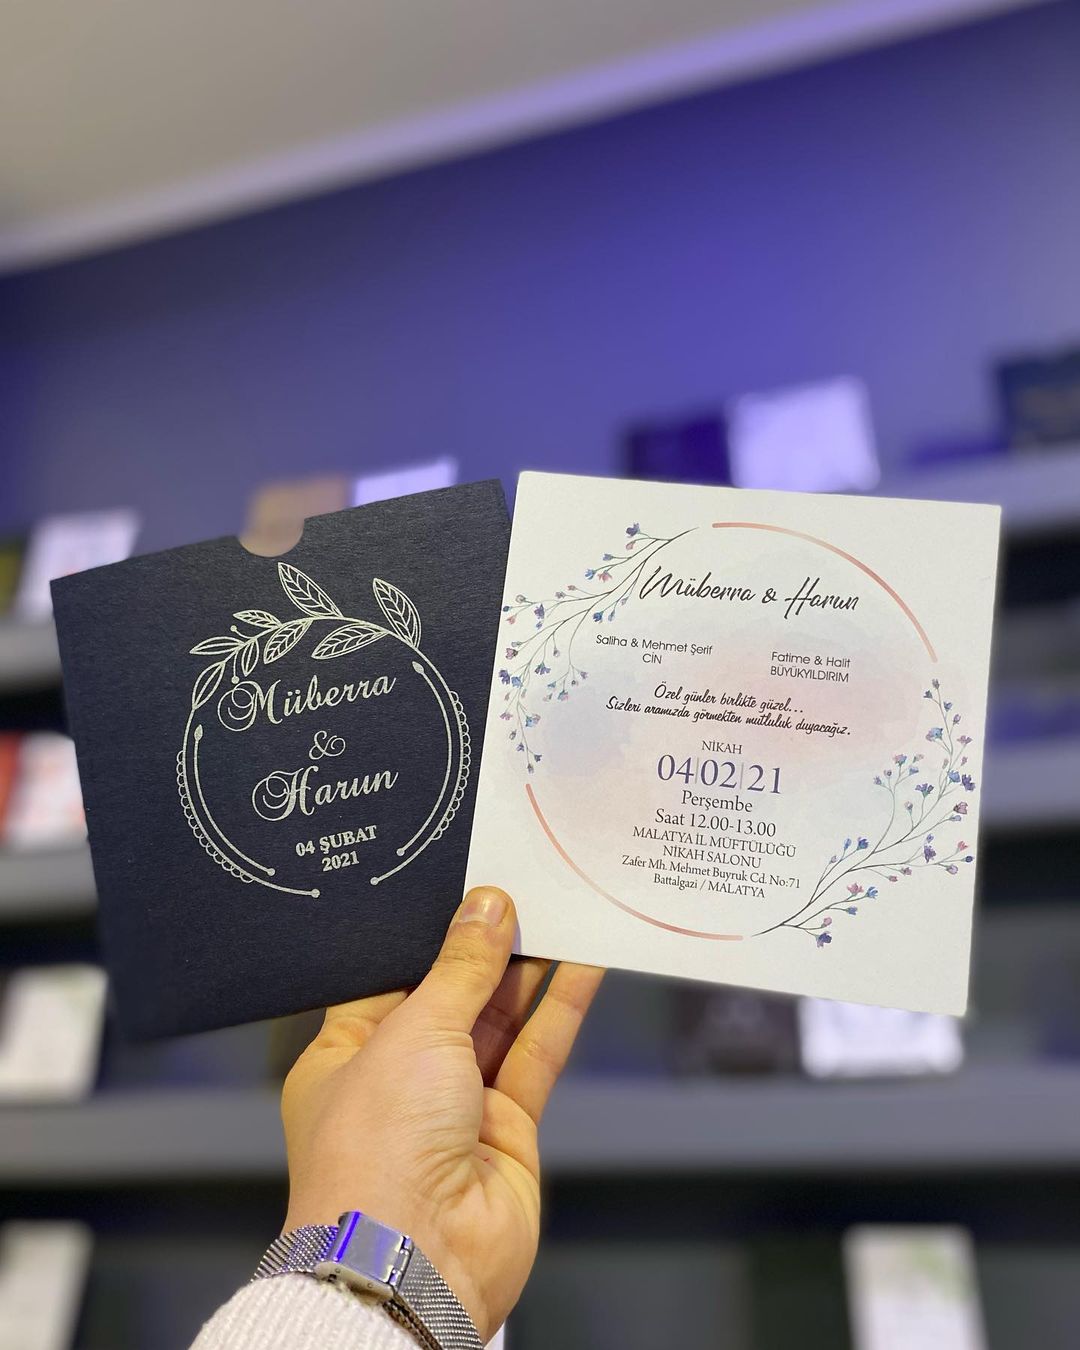 Müberra
&
Harun
04 ŞUBAT
2021
Müberra & Harun
Saliha & Mehmet Şerif
CİN
Fatime & Halit
BÜYÜKYILDIRIM
Özel günler birlikte güzel...
Sizleri aramızda görmekten mutluluk duyacağız.
NİKAH
04|02|21
Perşembe
Saat 12.00-13.00
MALATYA İL MÜFTÜLÜĞÜ
NİKAH SALONU
Zafer Mh. Mehmet Buyruk Cd. No:71
Battalgazi / MALATYA